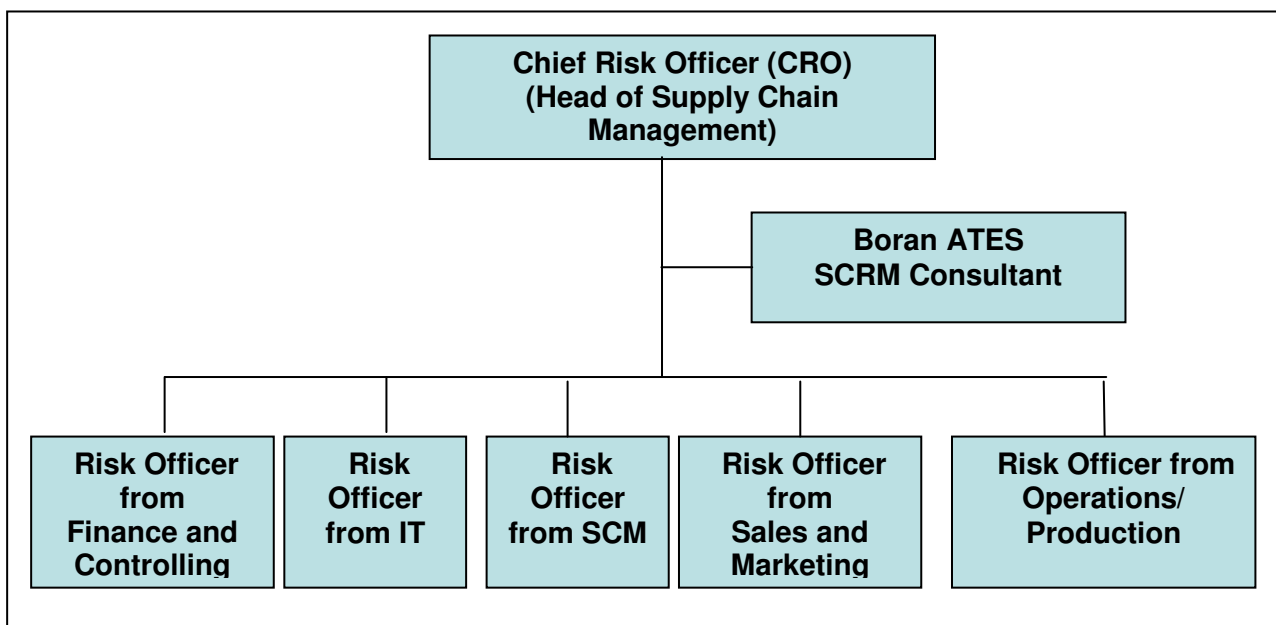 Chief Risk Officer (CRO)
(Head of Supply Chain
Management)
Boran ATES
SCRM Consultant
Risk Officer
from
Finance and
Controlling
Risk
Officer
from IT
Risk
Officer
from SCM
Risk Officer
from
Sales and
Marketing
Risk Officer from
Operations/
Production